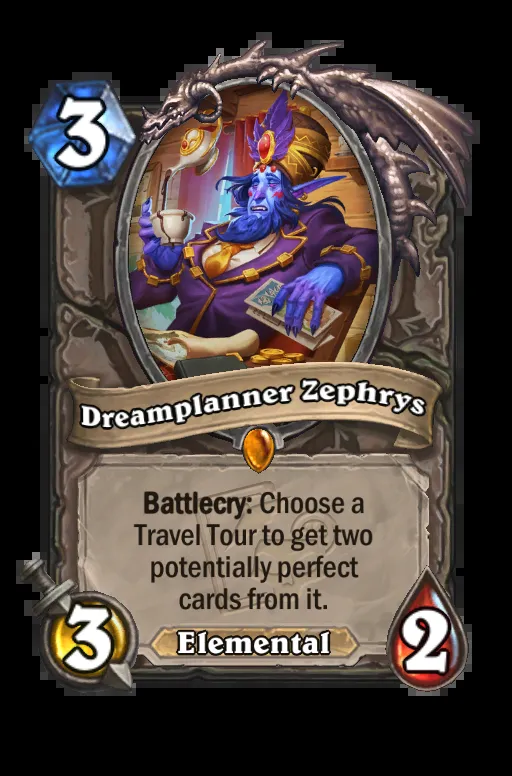 3
Dreamplanner Zephrys
Battlecry: Choose a
Travel Tour to get two
potentially perfect
cards from it.
3
Elemental
2